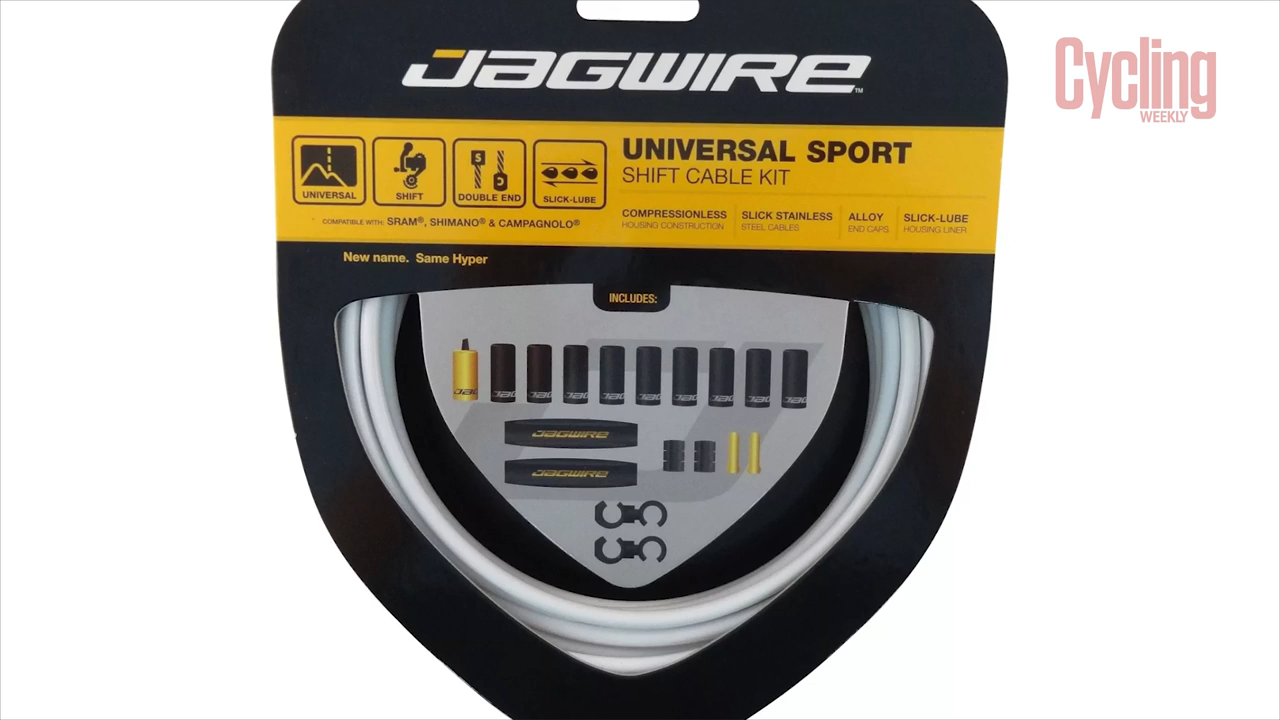 JAGWIRE™
Cycling
WEEKLY
UNIVERSAL SPORT
SHIFT CABLE KIT
UNIVERSAL
SHIFT
S
DOUBLE END
SLICK-LUBE
COMPATIBLE WITH: SRAM®, SHIMANO® & CAMPAGNOLO®
COMPRESSIONLESS
HOUSING CONSTRUCTION
SLICK STAINLESS
STEEL CABLES
ALLOY
END CAPS
SLICK-LUBE
HOUSING LINER
New name. Same Hyper
INCLUDES:
JAGWIRE
JAGWIRE